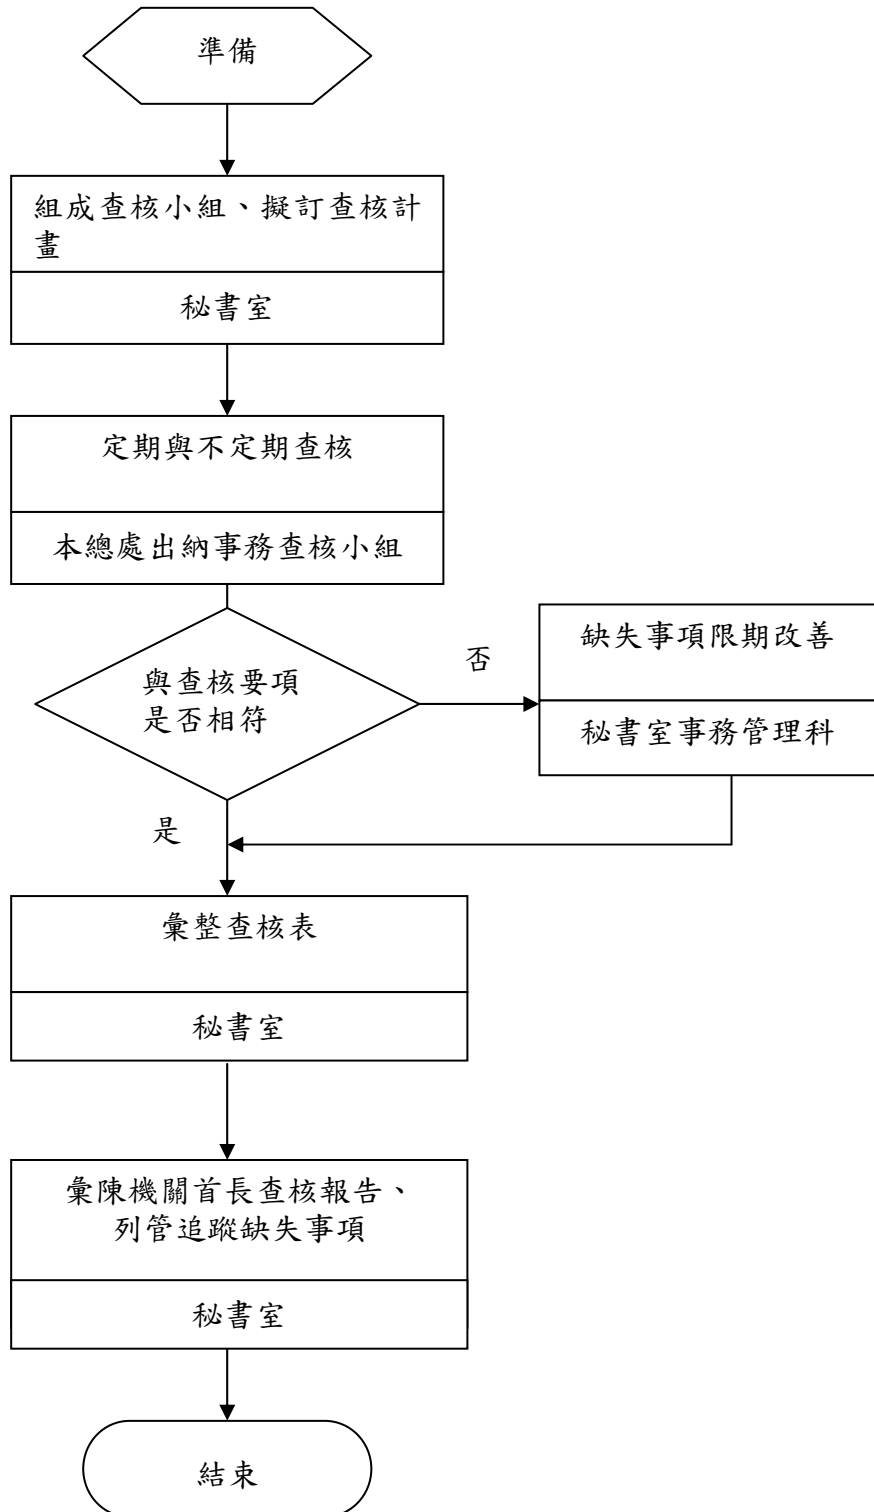 準備
組成查核小組、擬訂查核計
畫
秘書室
定期與不定期查核
本總處出納事務查核小組
與查核要項
是否相符
否
缺失事項限期改善
秘書室事務管理科
是
彙整查核表
秘書室
彙陳機關首長查核報告、
列管追蹤缺失事項
秘書室
結束